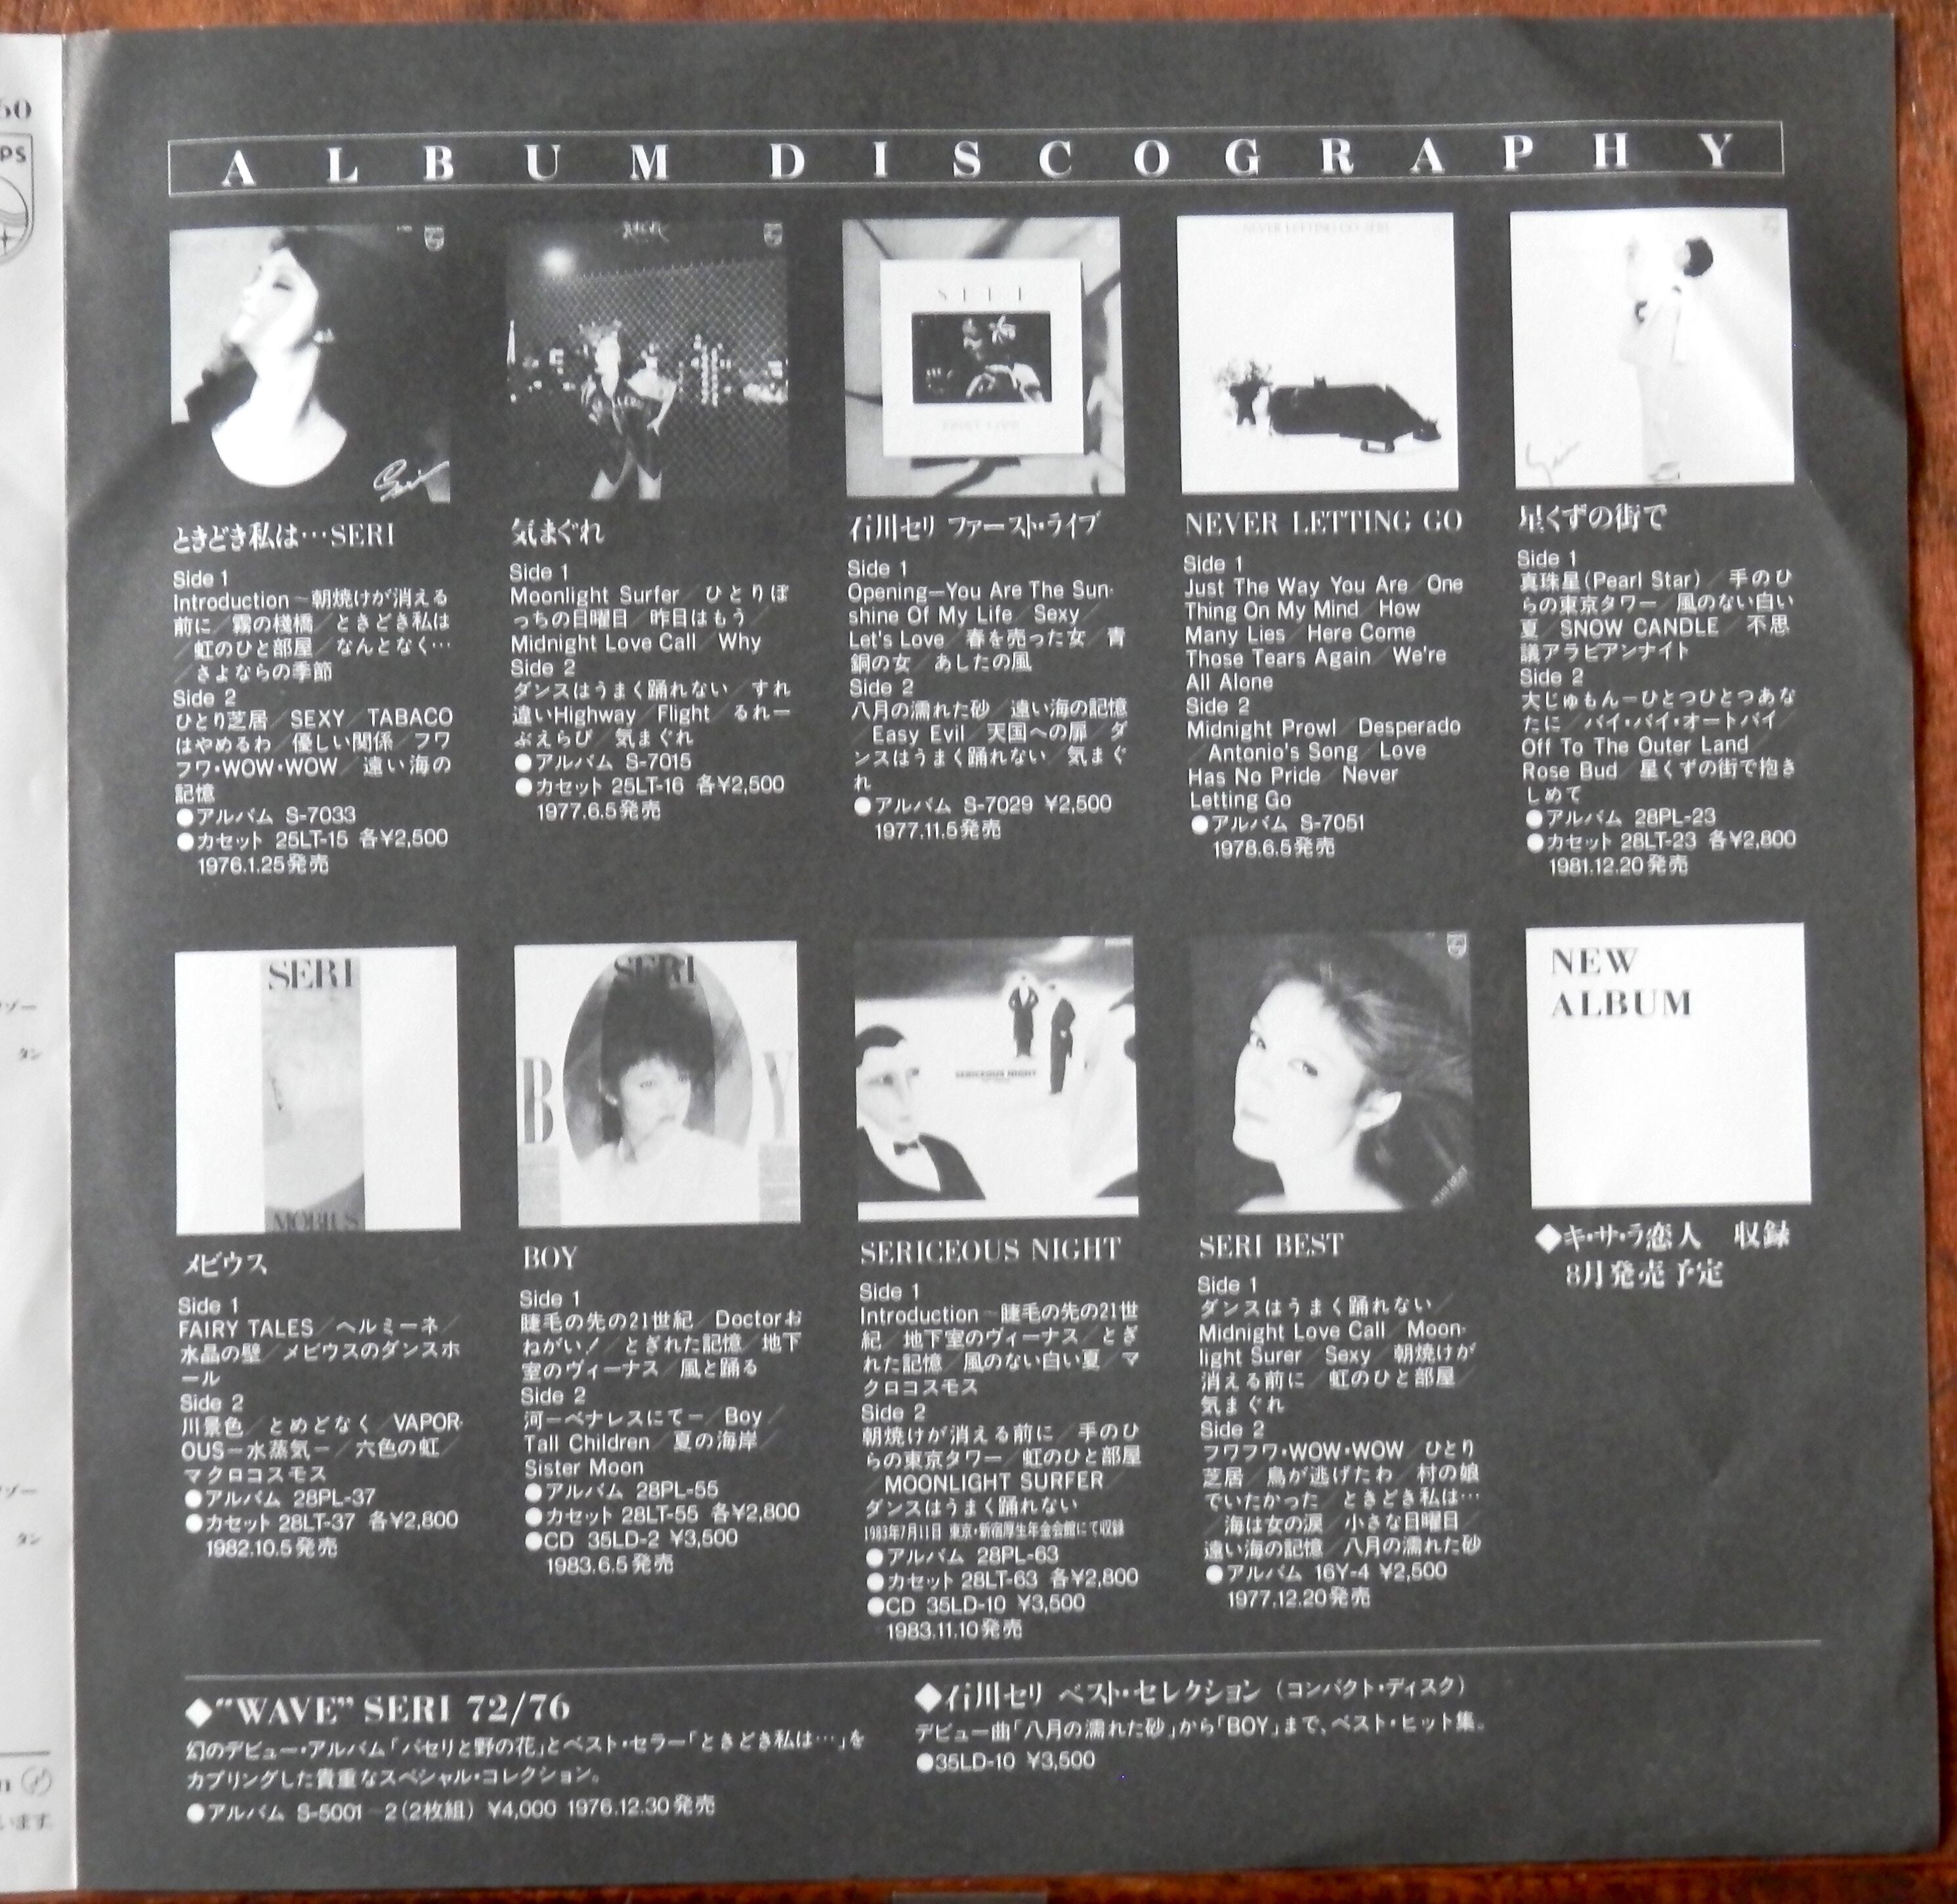 ALBUM DISCOGRAPHY
ときどき私は…SERI
Side 1
Introduction～朝焼けが消える
前に／霧の棧橋／ときどき私は
／虹のひと部屋／なんとなく…
／さよならの季節
Side 2
ひとり芝居／SEXY／TABACO
はやめるわ／優しい関係／フワ
フワ・WOW・WOW／遠い海の
記憶
●アルバム S-7033
●カセット 25LT-15 各¥2,500
1976.1.25発売
気まぐれ
Side 1
Moonlight Surfer／ひとりぼ
っちの日曜日／昨日はもう／
Midnight Love Call／Why
Side 2
ダンスはうまく踊れない／すれ
違いHighway／Flight／るれー
ぶえらび／気まぐれ
●アルバム S-7015
●カセット 25LT-16 各¥2,500
1977.6.5発売
SERI
石川セリ ファースト・ライブ
Side 1
Opening—You Are The Sun-
shine Of My Life／Sexy／
Let's Love／春を売った女／青
銅の女／あしたの風
Side 2
八月の濡れた砂／遠い海の記憶
／Easy Evil／天国への扉／ダ
ンスはうまく踊れない／気まぐ
れ
●アルバム S-7029 ¥2,500
1977.11.5発売
NEVER LETTING GO
Side 1
Just The Way You Are／One
Thing On My Mind／How
Many Lies／Here Come
Those Tears Again／We're
All Alone
Side 2
Midnight Prowl／Desperado
／Antonio's Song／Love
Has No Pride／Never
Letting Go
●アルバム S-7051
1978.6.5発売
星くずの街で
Side 1
真珠星(Pearl Star)／手のひ
らの東京タワー／風のない白い
夏／SNOW CANDLE／不思
議アラビアンナイト
Side 2
大じゅもん－ひとつひとつあな
たに／バイ・バイ・オートバイ／
Off To The Outer Land／
Rose Bud／星くずの街で抱き
しめて
●アルバム 28PL-23
●カセット 28LT-23 各¥2,800
1981.12.20発売
SERI
MÖBIUS
メビウス
Side 1
FAIRY TALES／ヘルミーネ／
水晶の壁／メビウスのダンスホ
ール
Side 2
川景色／とめどなく／VAPOR-
OUS－水蒸気－／六色の虹／
マクロコスモス
●アルバム 28PL-37
●カセット 28LT-37 各¥2,800
1982.10.5発売
SERI
B Y
BOY
Side 1
睫毛の先の21世紀／Doctorお
ねがい！／とぎれた記憶／地下
室のヴィーナス／風と踊る
Side 2
河－ベナレスにて－／Boy／
Tall Children／夏の海岸／
Sister Moon
●アルバム 28PL-55
●カセット 28LT-55 各¥2,800
●CD 35LD-2 ¥3,500
1983.6.5発売
SERICEOUS NIGHT
SERICEOUS NIGHT
Side 1
Introduction～睫毛の先の21世
紀／地下室のヴィーナス／とぎ
れた記憶／風のない白い夏／マ
クロコスモス
Side 2
朝焼けが消える前に／手のひ
らの東京タワー／虹のひと部屋
／MOONLIGHT SURFER／
ダンスはうまく踊れない
1983年7月11日 東京・新宿厚生年金会館にて収録
●アルバム 28PL-63
●カセット 28LT-63 各¥2,800
●CD 35LD-10 ¥3,500
1983.11.10発売
SERI BEST
Side 1
ダンスはうまく踊れない／
Midnight Love Call／Moon-
light Surer／Sexy／朝焼けが
消える前に／虹のひと部屋／
気まぐれ
Side 2
フワフワ・WOW・WOW／ひとり
芝居／鳥が逃げたわ／村の娘
でいたかった／ときどき私は…
／海は女の涙／小さな日曜日／
遠い海の記憶／八月の濡れた砂
●アルバム 16Y-4 ¥2,500
1977.12.20発売
NEW
ALBUM
◆キ・サ・ラ恋人 収録
8月発売予定
◆“WAVE” SERI 72/76
幻のデビュー・アルバム「パセリと野の花」とベスト・セラー「ときどき私は…」を
カプリングした貴重なスペシャル・コレクション。
●アルバム S-5001～2(2枚組) ¥4,000 1976.12.30発売
◆石川セリ ベスト・セレクション（コンパクト・ディスク）
デビュー曲「八月の濡れた砂」から「BOY」まで、ベスト・ヒット集。
●35LD-10 ¥3,500